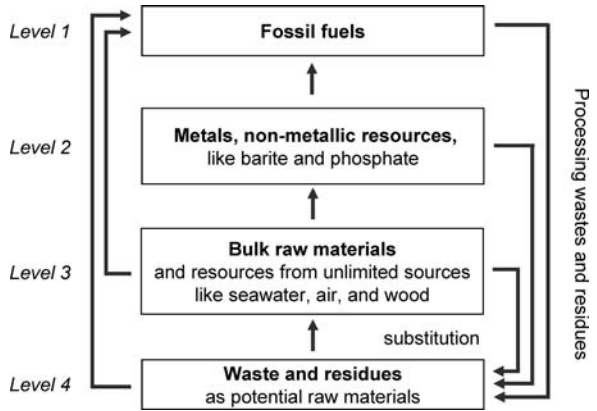 Level 1
Fossil fuels
Level 2
Metals, non-metallic resources,
like barite and phosphate
Level 3
Bulk raw materials
and resources from unlimited sources
like seawater, air, and wood
substitution
Level 4
Waste and residues
as potential raw materials
Processing wastes and residues